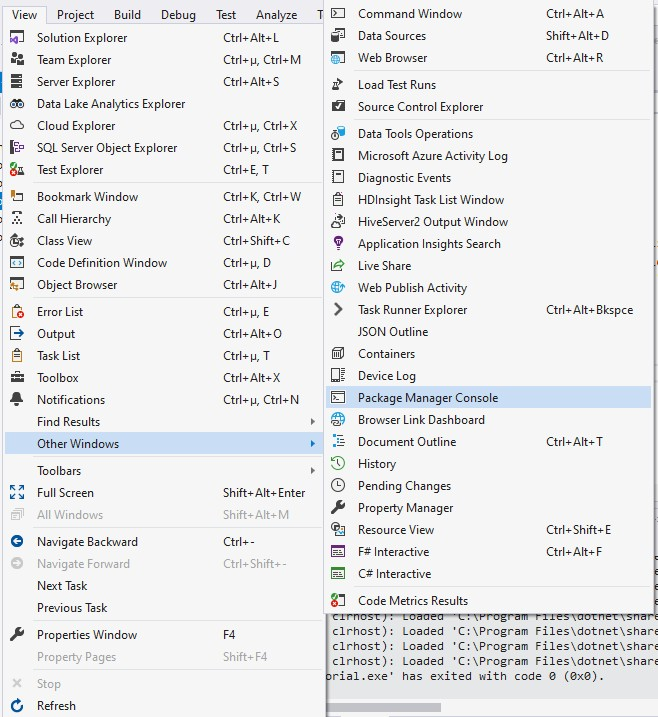 View Project Build Debug Test Analyze
Solution Explorer Ctrl+Alt+L
Team Explorer Ctrl+µ, Ctrl+M
Server Explorer Ctrl+Alt+S
Data Lake Analytics Explorer
Cloud Explorer Ctrl+µ, Ctrl+X
SQL Server Object Explorer Ctrl+µ, Ctrl+S
Test Explorer Ctrl+E, T
Bookmark Window Ctrl+K, Ctrl+W
Call Hierarchy Ctrl+Alt+K
Class View Ctrl+Shift+C
Code Definition Window Ctrl+µ, D
Object Browser Ctrl+Alt+J
Error List Ctrl+µ, E
Output Ctrl+Alt+O
Task List Ctrl+µ, T
Toolbox Ctrl+Alt+X
Notifications Ctrl+µ, Ctrl+N
Find Results
Other Windows
Toolbars
Full Screen Shift+Alt+Enter
All Windows Shift+Alt+M
Navigate Backward Ctrl+-
Navigate Forward Ctrl+Shift+-
Next Task
Previous Task
Properties Window F4
Property Pages Shift+F4
Stop
Refresh
Command Window Ctrl+Alt+A
Data Sources Shift+Alt+D
Web Browser Ctrl+Alt+R
Load Test Runs
Source Control Explorer
Data Tools Operations
Microsoft Azure Activity Log
Diagnostic Events
HDInsight Task List Window
HiveServer2 Output Window
Application Insights Search
Live Share
Web Publish Activity
Task Runner Explorer Ctrl+Alt+Bkspce
JSON Outline
Containers
Device Log
Package Manager Console
Browser Link Dashboard
Document Outline Ctrl+Alt+T
History
Pending Changes
Property Manager
Resource View Ctrl+Shift+E
F# Interactive Ctrl+Alt+F
C# Interactive
Code Metrics Results
clrhost): Loaded 'C:\Program Files\dotnet\share
clrhost): Loaded 'C:\Program Files\dotnet\share
clrhost): Loaded 'C:\Program Files\dotnet\share
clrhost): Loaded 'C:\Program Files\dotnet\share
orial.exe' has exited with code 0 (0x0).